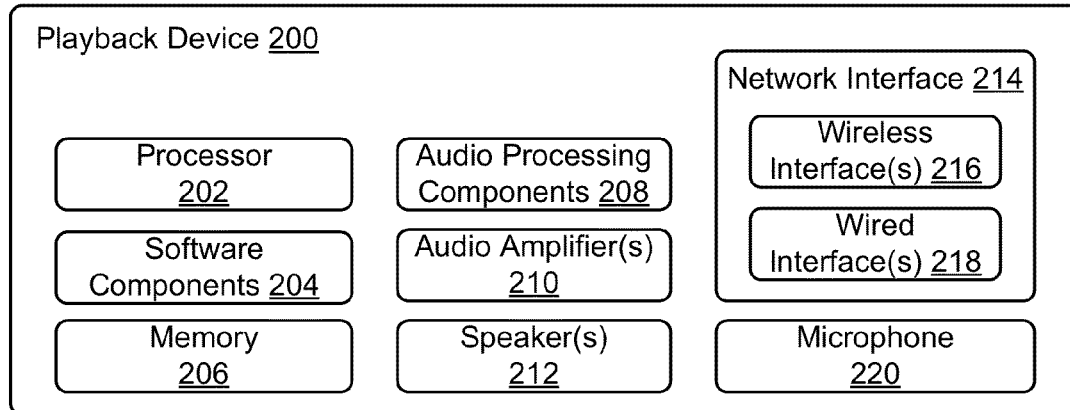 Playback Device 200
Network Interface 214
Wireless
Interface(s) 216
Wired
Interface(s) 218
Processor
202
Audio Processing
Components 208
Software
Components 204
Audio Amplifier(s)
210
Memory
206
Speaker(s)
212
Microphone
220